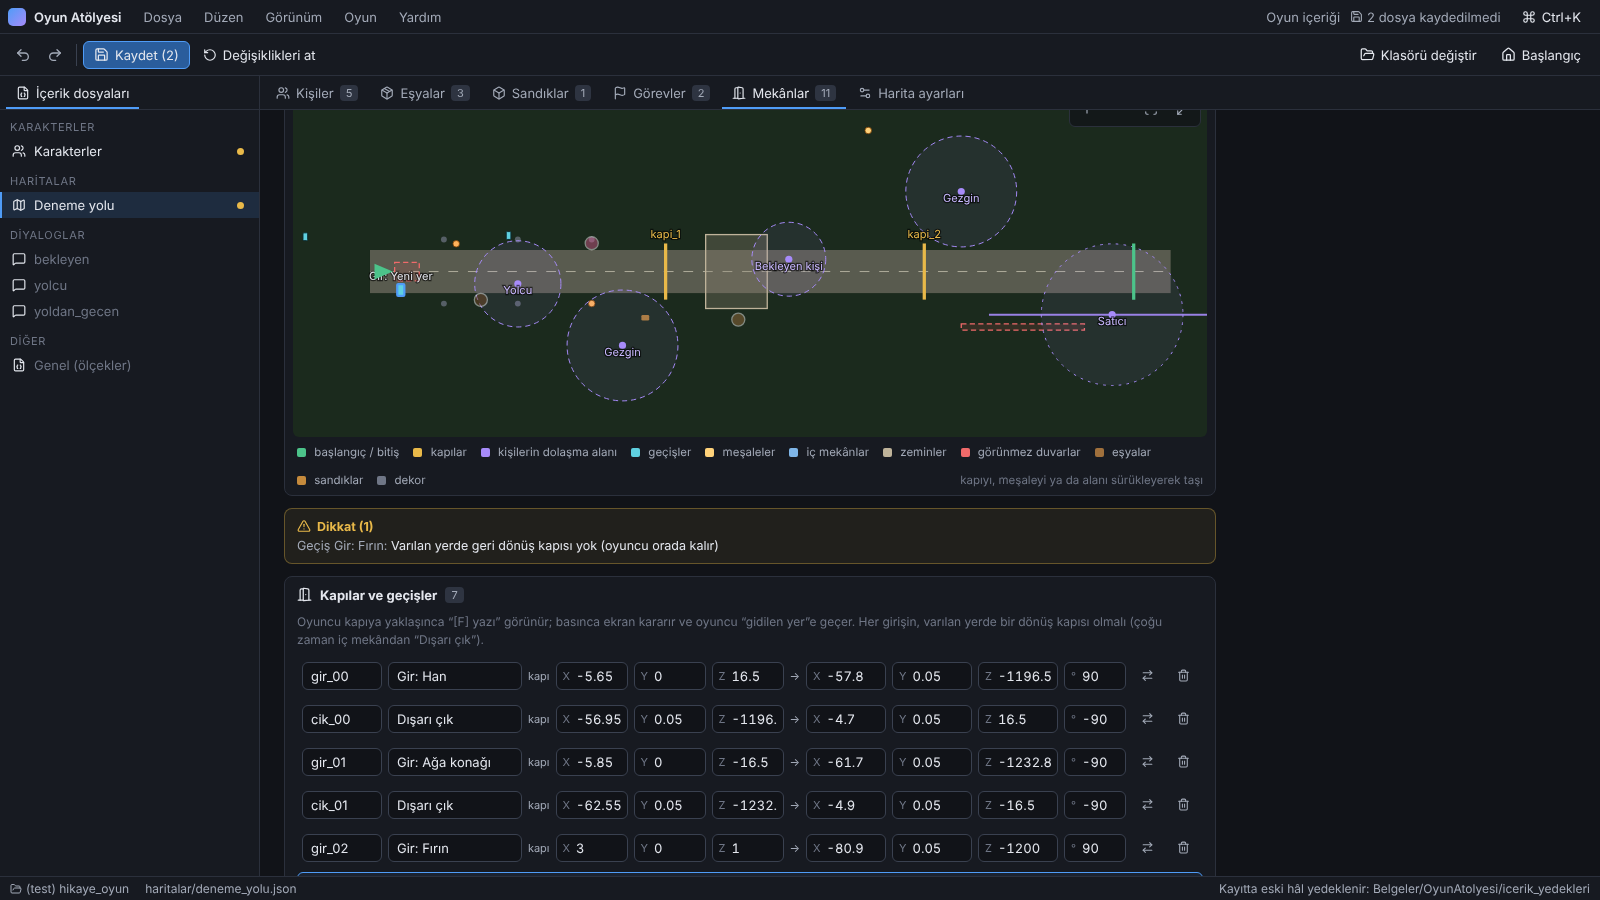 Oyun Atölyesi Dosya Düzen Görünüm Oyun Yardım Oyun içeriği 2 dosya kaydedilmedi ⌘ Ctrl+K
Kaydet (2) Değişiklikleri at Klasörü değiştir Başlangıç
İçerik dosyaları
Kişiler 5 Eşyalar 3 Sandıklar 1 Görevler 2 Mekânlar 11 Harita ayarları
KARAKTERLER
Karakterler
HARİTALAR
Deneme yolu
DİYALOGLAR
bekleyen
yolcu
yoldan_gecen
DİĞER
Genel (ölçekler)
Gezgin
kapi_1
kapi_2
Bekleyen kişi
Gir: Yeni yer
Yolcu
Satıcı
Gezgin
başlangıç / bitiş kapılar kişilerin dolaşma alanı geçişler meşaleler iç mekânlar zeminler görünmez duvarlar eşyalar
sandıklar dekor kapıyı, meşaleyi ya da alanı sürükleyerek taşı
Dikkat (1)
Geçiş Gir: Fırın: Varılan yerde geri dönüş kapısı yok (oyuncu orada kalır)
Kapılar ve geçişler 7
Oyuncu kapıya yaklaşınca “[F] yazı” görünür; basınca ekran kararır ve oyuncu “gidilen yer”e geçer. Her girişin, varılan yerde bir dönüş kapısı olmalı (çoğu
zaman iç mekândan “Dışarı çık”).
gir_00 Gir: Han kapı X -5.65 Y 0 Z 16.5 → X -57.8 Y 0.05 Z -1196.5 ° 90
cik_00 Dışarı çık kapı X -56.95 Y 0.05 Z -1196. → X -4.7 Y 0.05 Z 16.5 ° -90
gir_01 Gir: Ağa konağı kapı X -5.85 Y 0 Z -16.5 → X -61.7 Y 0.05 Z -1232.8 ° -90
cik_01 Dışarı çık kapı X -62.55 Y 0.05 Z -1232. → X -4.9 Y 0.05 Z -16.5 ° -90
gir_02 Gir: Fırın kapı X 3 Y 0 Z 1 → X -80.9 Y 0.05 Z -1200 ° 90
(test) hikaye_oyun haritalar/deneme_yolu.json Kayıtta eski hâl yedeklenir: Belgeler/OyunAtolyesi/icerik_yedekleri